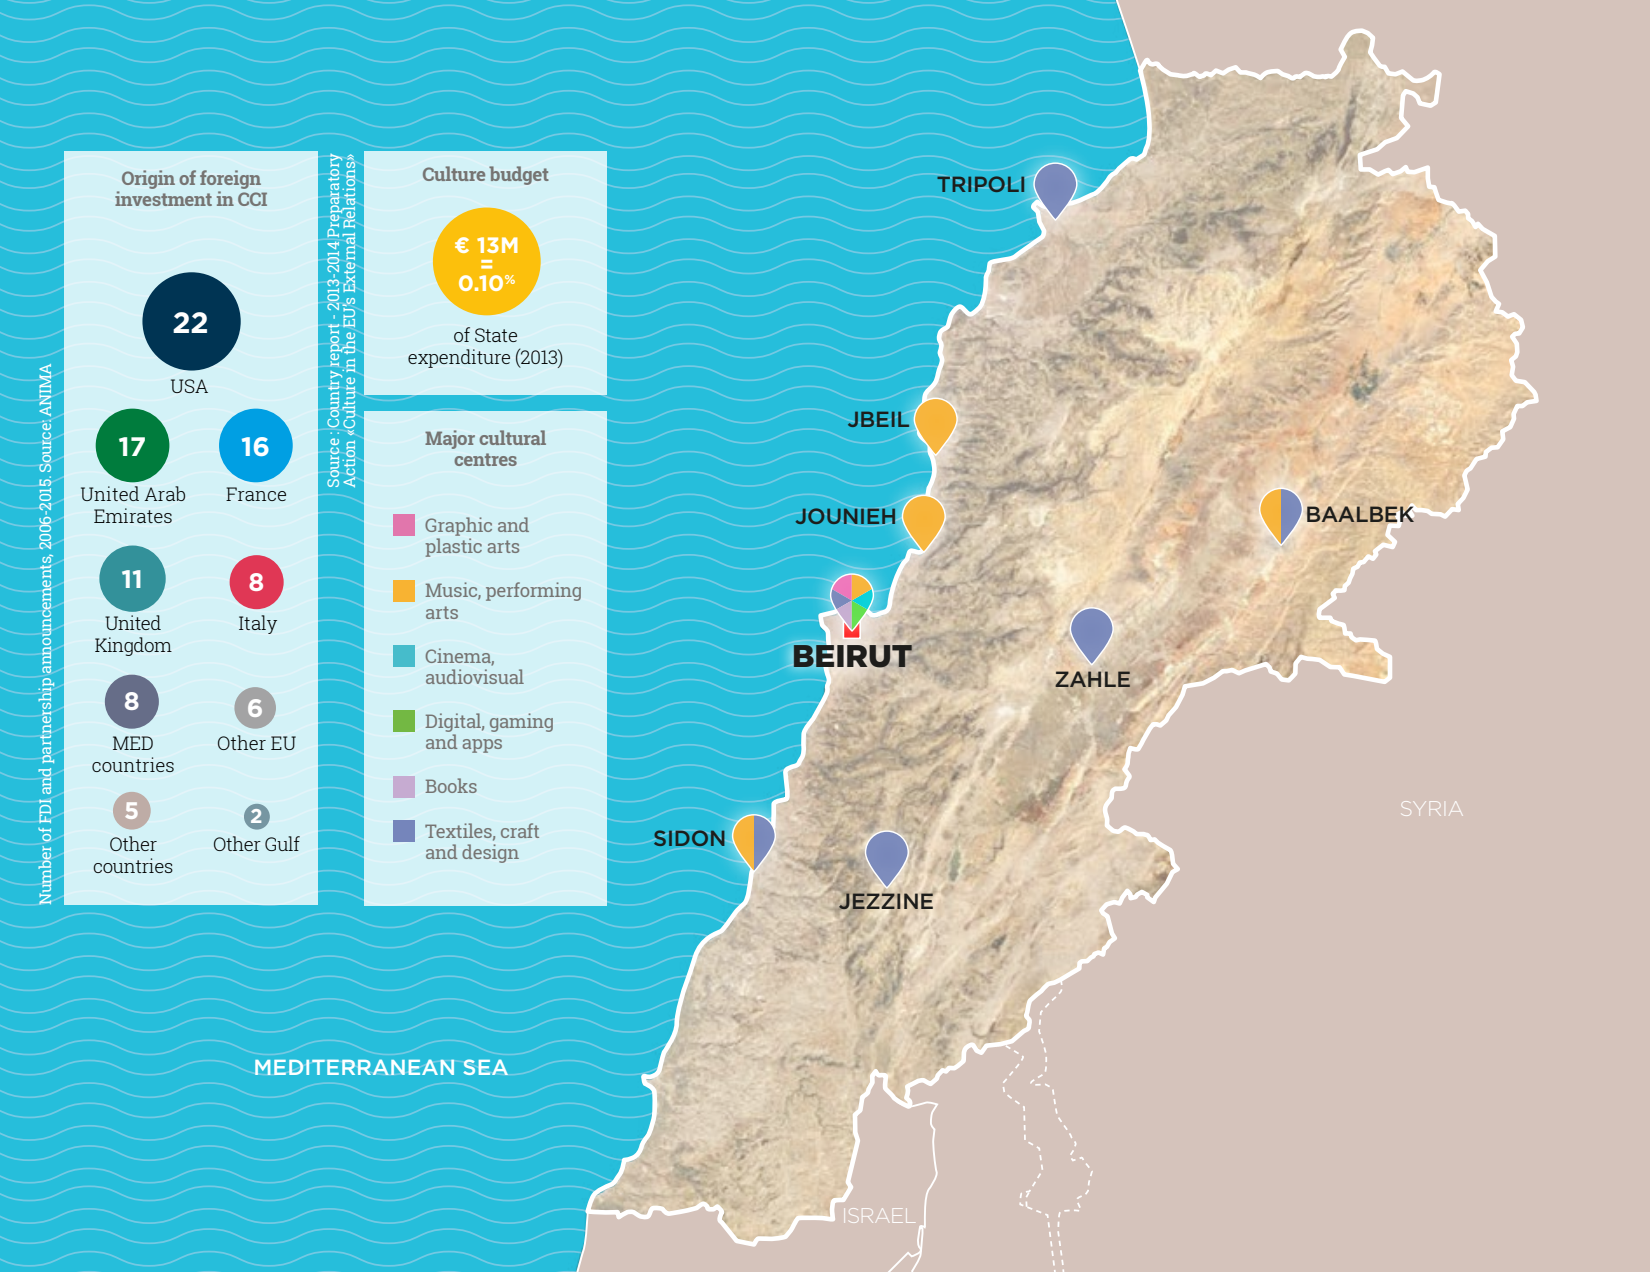 Origin of foreign
investment in CCI
22
USA
17
United Arab
Emirates
16
France
11
United
Kingdom
8
Italy
8
MED
countries
6
Other EU
5
Other
countries
2
Other Gulf
Number of FDI and partnership announcements, 2006-2015. Source: ANIMA
Culture budget
€ 13M
=
0.10%
of State
expenditure (2013)
Source : Country report - 2013-2014 Preparatory
Action «Culture in the EU's External Relations»
Major cultural
centres
Graphic and
plastic arts
Music, performing
arts
Cinema,
audiovisual
Digital, gaming
and apps
Books
Textiles, craft
and design
TRIPOLI
JBEIL
JOUNIEH
BAALBEK
BEIRUT
ZAHLE
SIDON
JEZZINE
SYRIA
MEDITERRANEAN SEA
ISRAEL